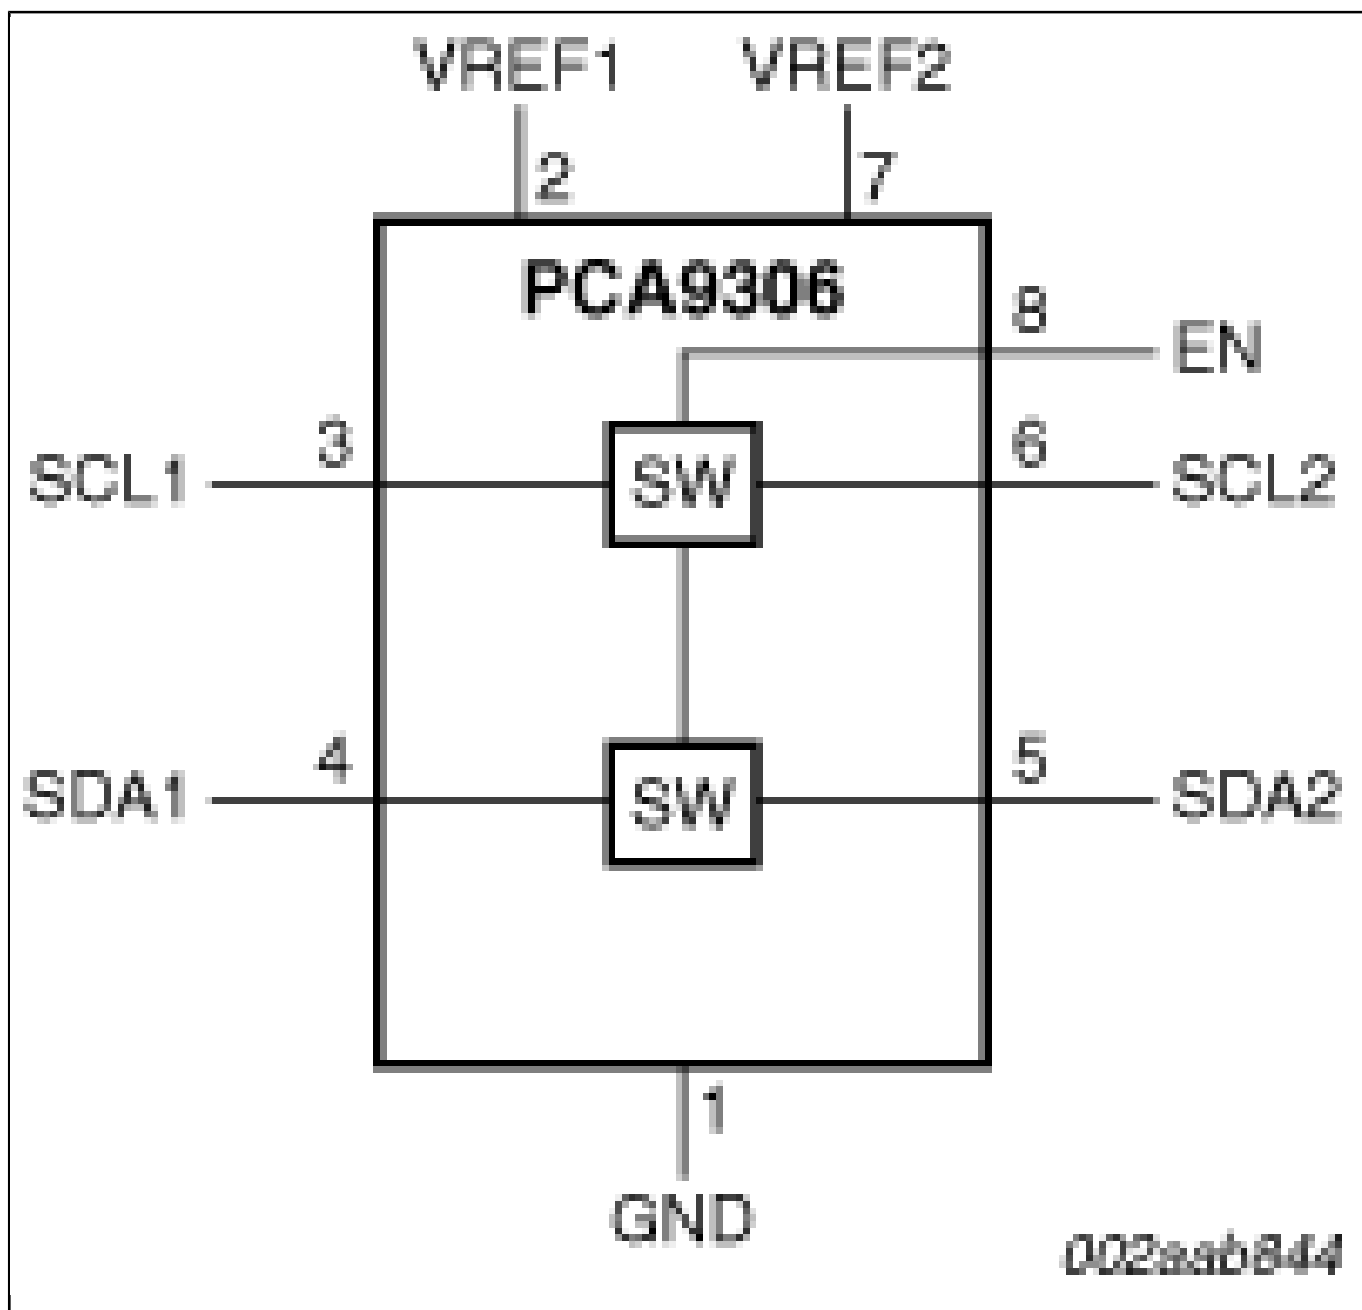 VREF1 VREF2
2 7
PCA9306
8
EN
3 6
SCL1 SW SCL2
4 5
SDA1 SW SDA2
1
GND
002aab844